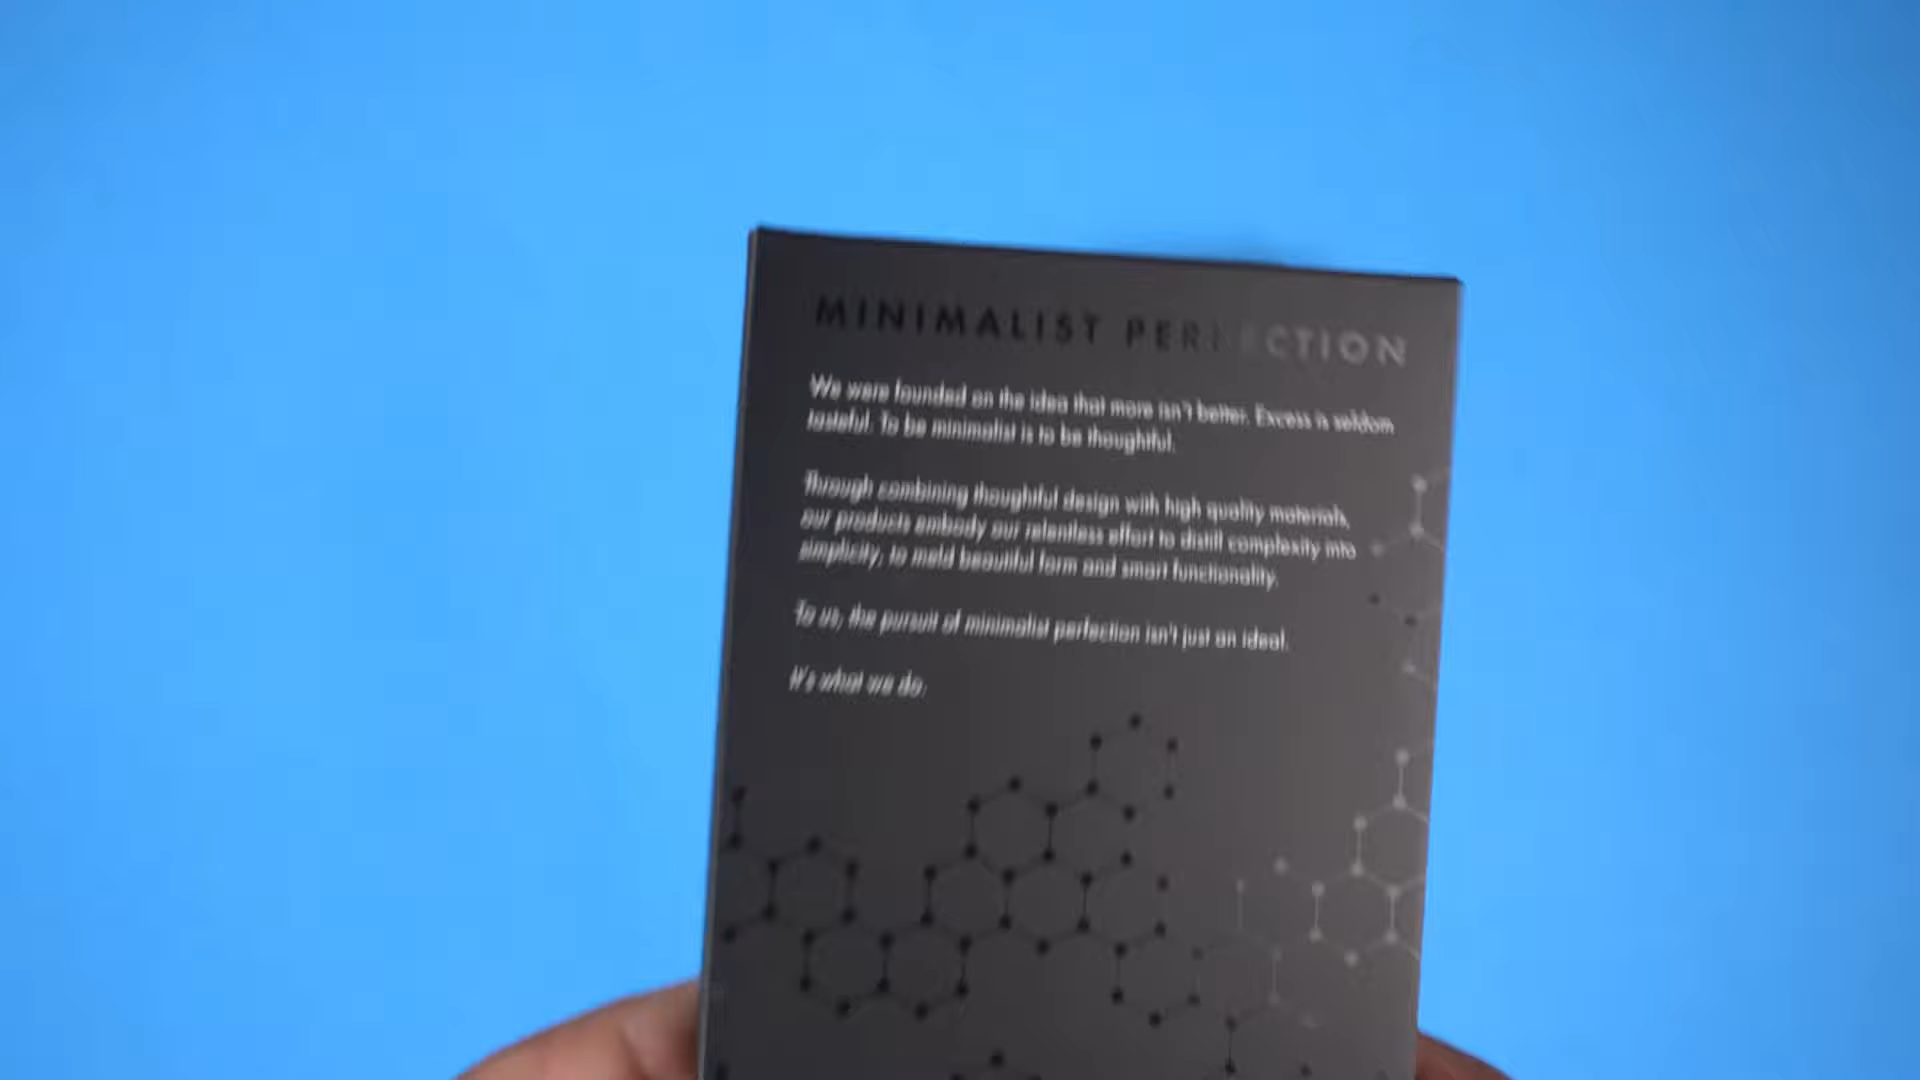 MINIMALIST PERFECTION
We were founded on the idea that more isn't better. Excess is seldom
tasteful. To be minimalist is to be thoughtful.
Through combining thoughtful design with high quality materials,
our products embody our relentless effort to distill complexity into
simplicity, to meld beautiful form and smart functionality.
To us, the pursuit of minimalist perfection isn't just an ideal.
It's what we do.